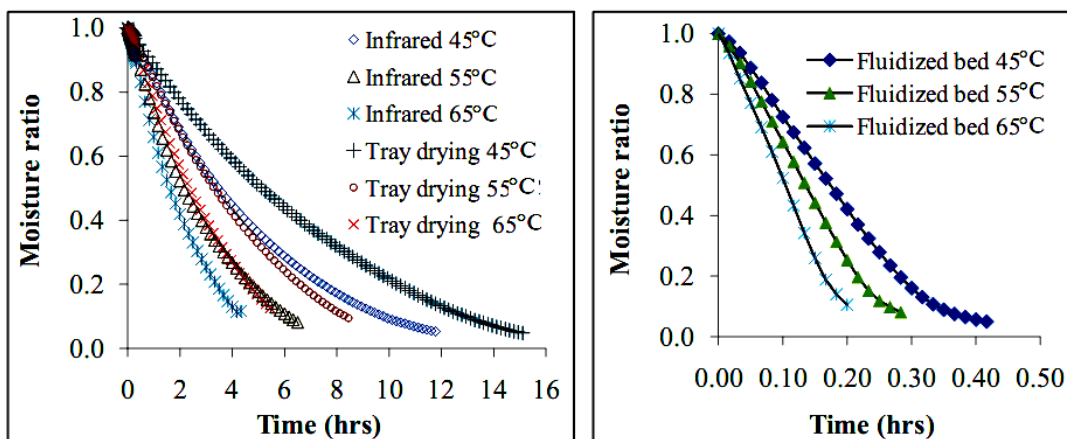 Moisture ratio
1.0
0.8
0.6
0.4
0.2
0.0
0 2 4 6 8 10 12 14 16
Time (hrs)
Infrared 45°C
Infrared 55°C
Infrared 65°C
Tray drying 45°C
Tray drying 55°C
Tray drying 65°C
Moisture ratio
1.0
0.8
0.6
0.4
0.2
0.0
0.00 0.10 0.20 0.30 0.40 0.50
Time (hrs)
Fluidized bed 45°C
Fluidized bed 55°C
Fluidized bed 65°C